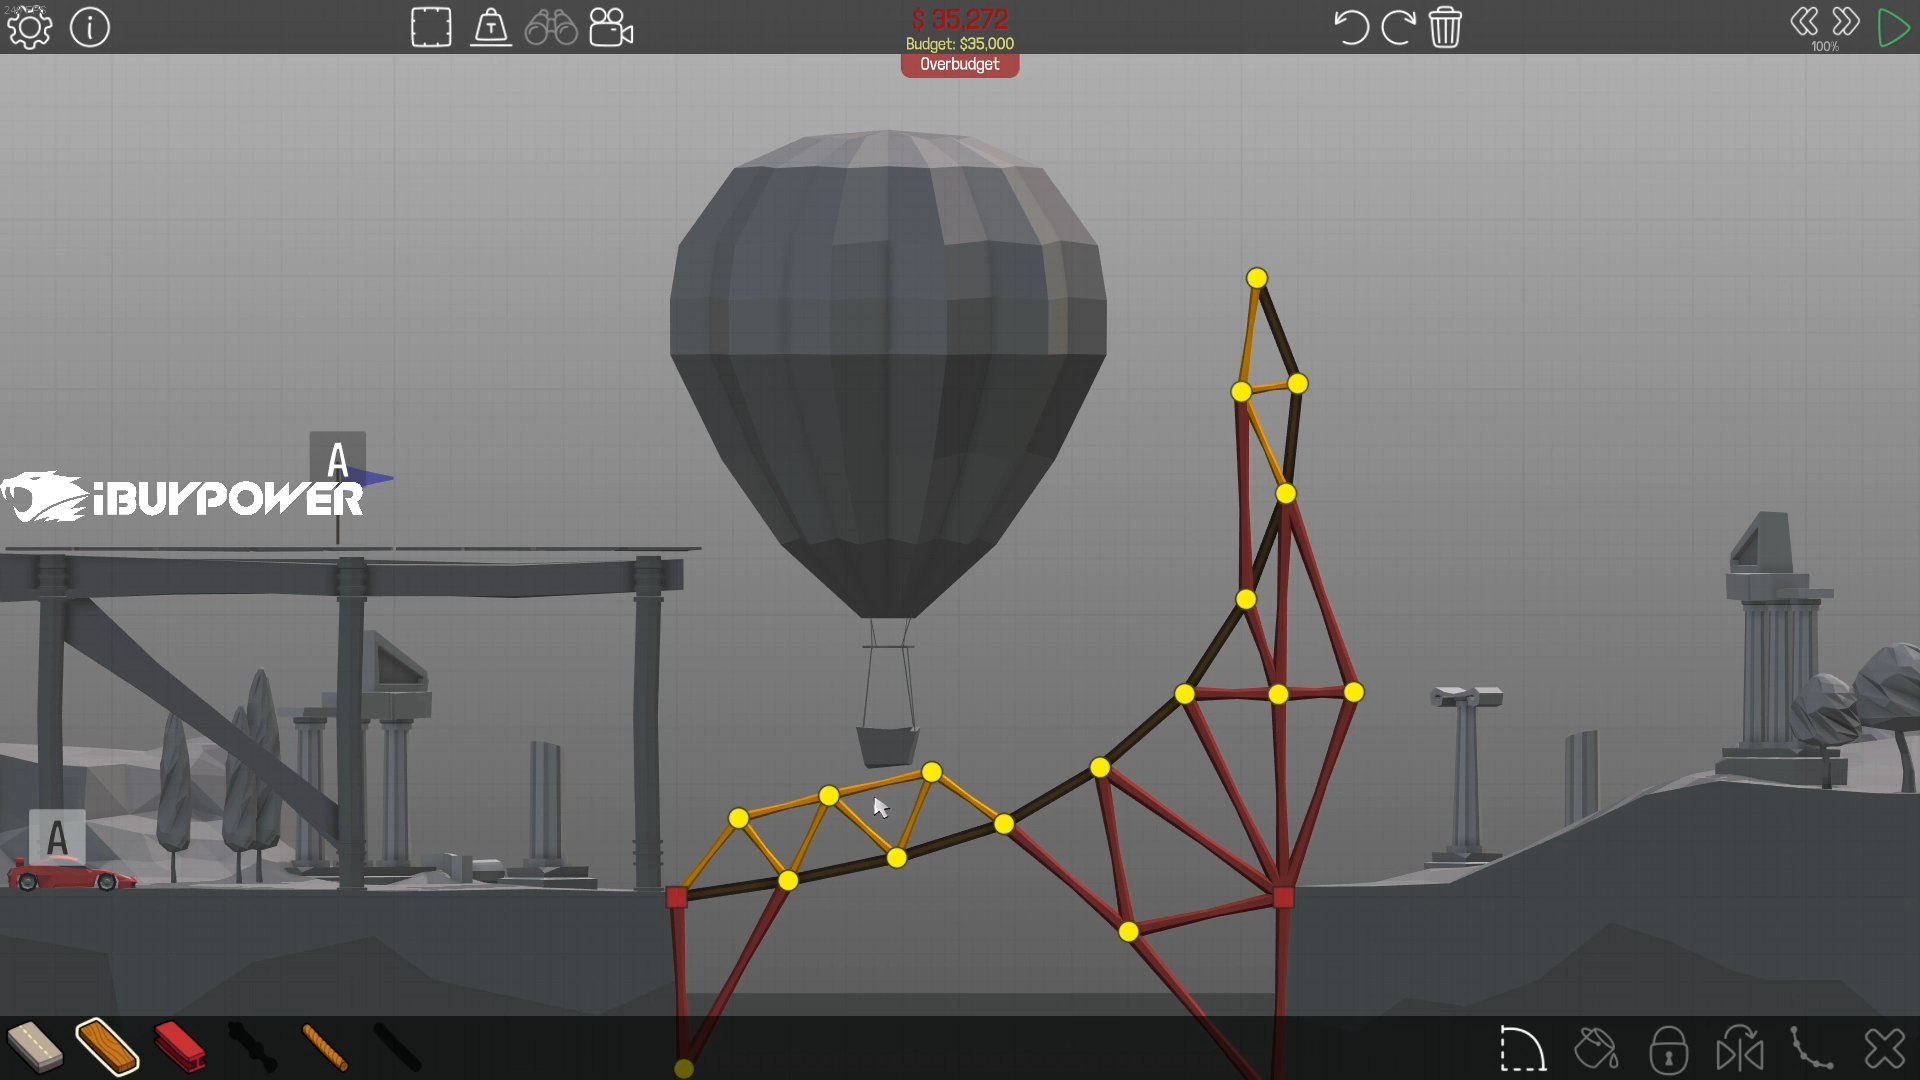 $ 35,272
Budget: $35,000
Overbudget
100%
A
iBUYPOWER
A